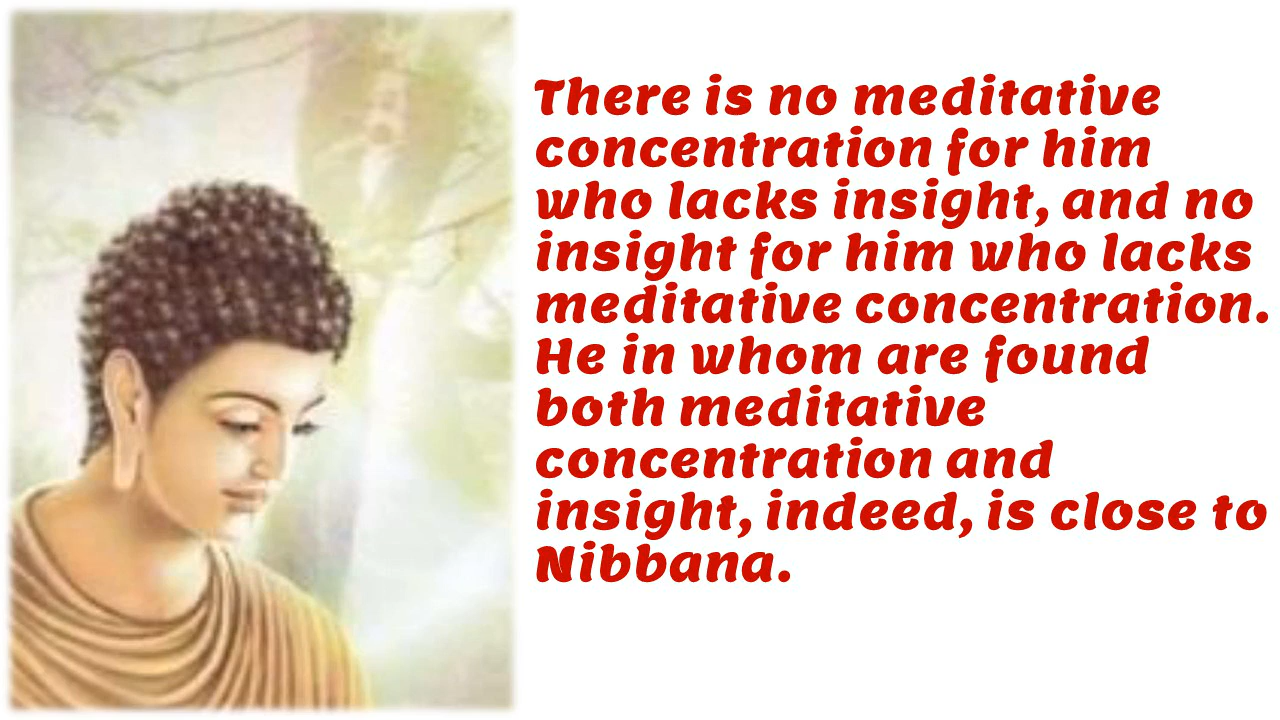 There is no meditative
concentration for him
who lacks insight, and no
insight for him who lacks
meditative concentration.
He in whom are found
both meditative
concentration and
insight, indeed, is close to
Nibbana.